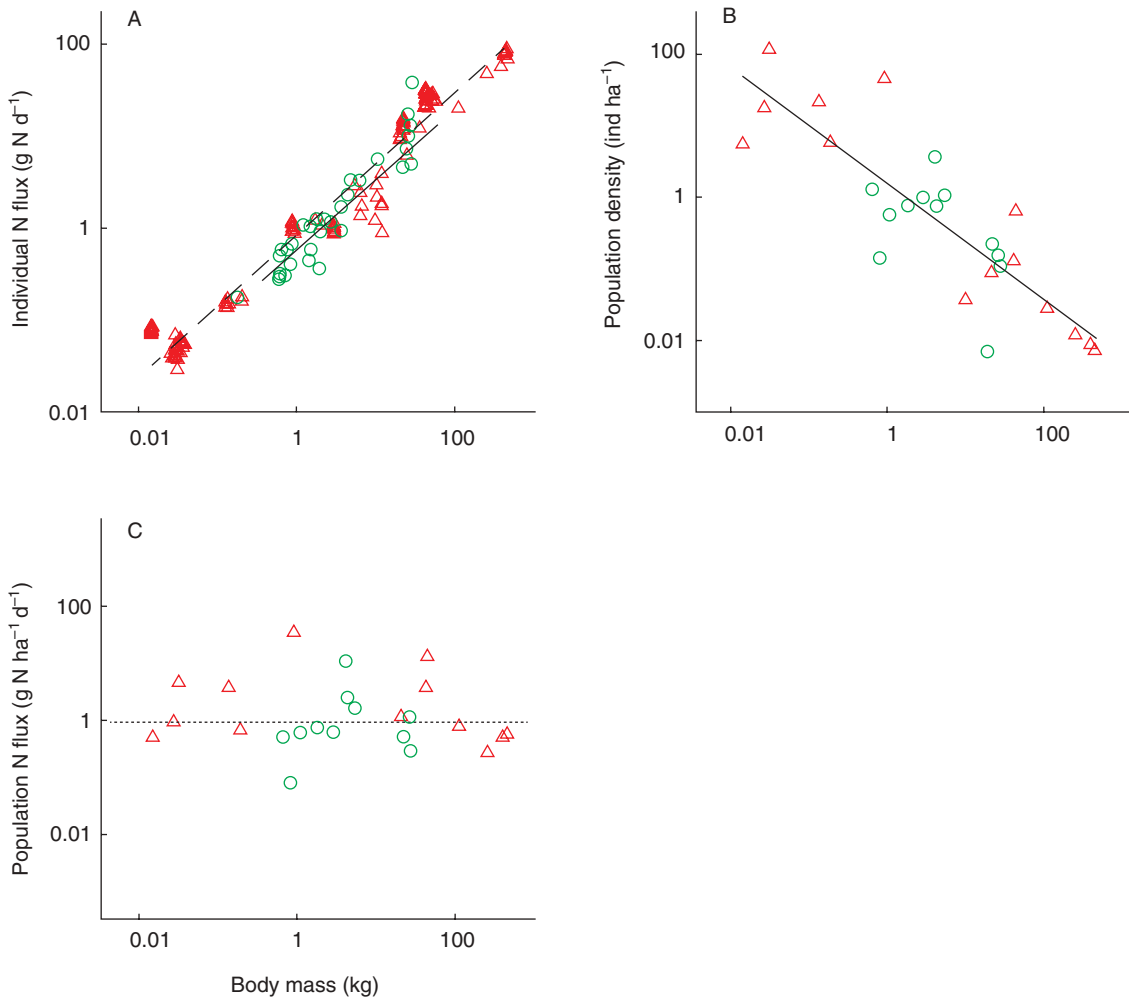 A
Individual N flux (g N d⁻¹)
100
1
0.01
0.01 1 100
B
Population density (ind ha⁻¹)
100
1
0.01
0.01 1 100
C
Population N flux (g N ha⁻¹ d⁻¹)
100
1
0.01
0.01 1 100
Body mass (kg)